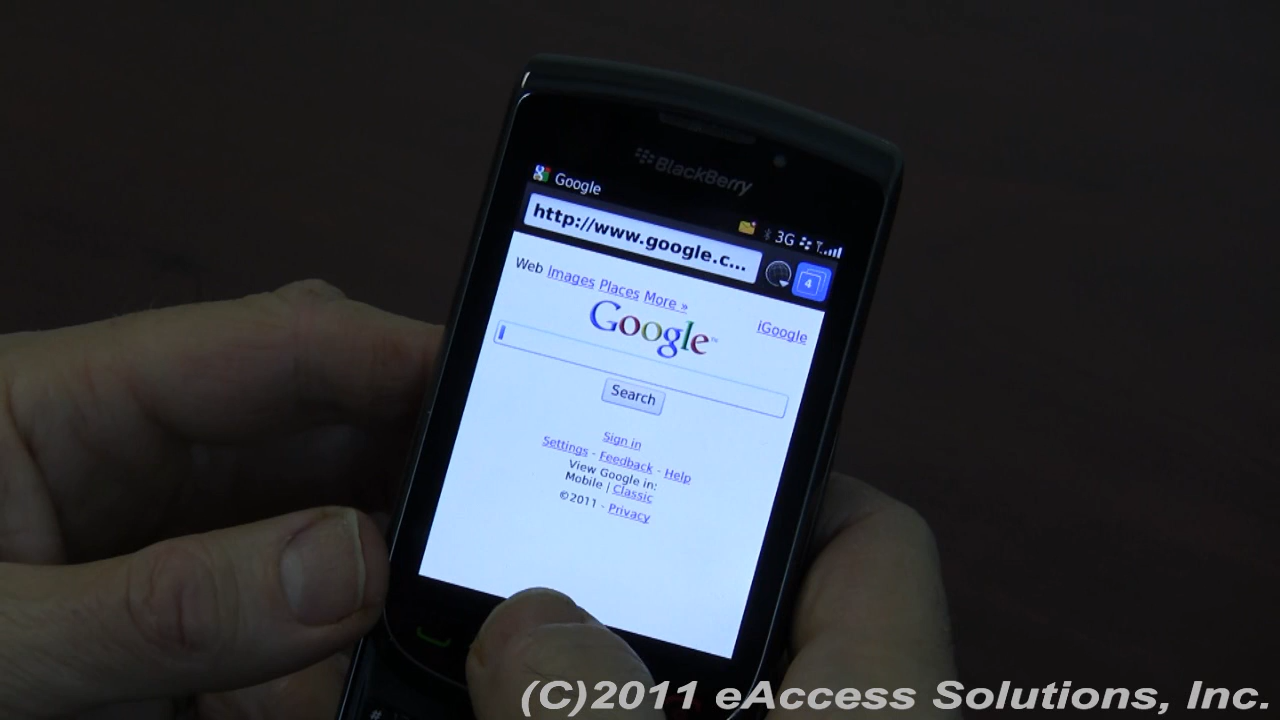 BlackBerry
Google
3G
http://www.google.c...
4
Web Images Places More »
iGoogle
Google™
Search
Sign in
Settings - Feedback - Help
View Google in:
Mobile | Classic
©2011 - Privacy
#
(C)2011 eAccess Solutions, Inc.